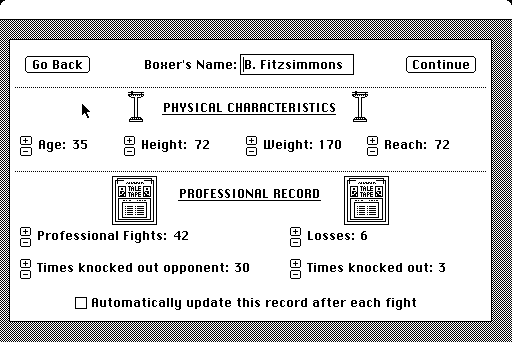 Go Back Boxer's Name: B. Fitzsimmons Continue
PHYSICAL CHARACTERISTICS
Age: 35 Height: 72 Weight: 170 Reach: 72
TALE TAPE PROFESSIONAL RECORD TALE TAPE
Professional Fights: 42 Losses: 6
Times knocked out opponent: 30 Times knocked out: 3
Automatically update this record after each fight